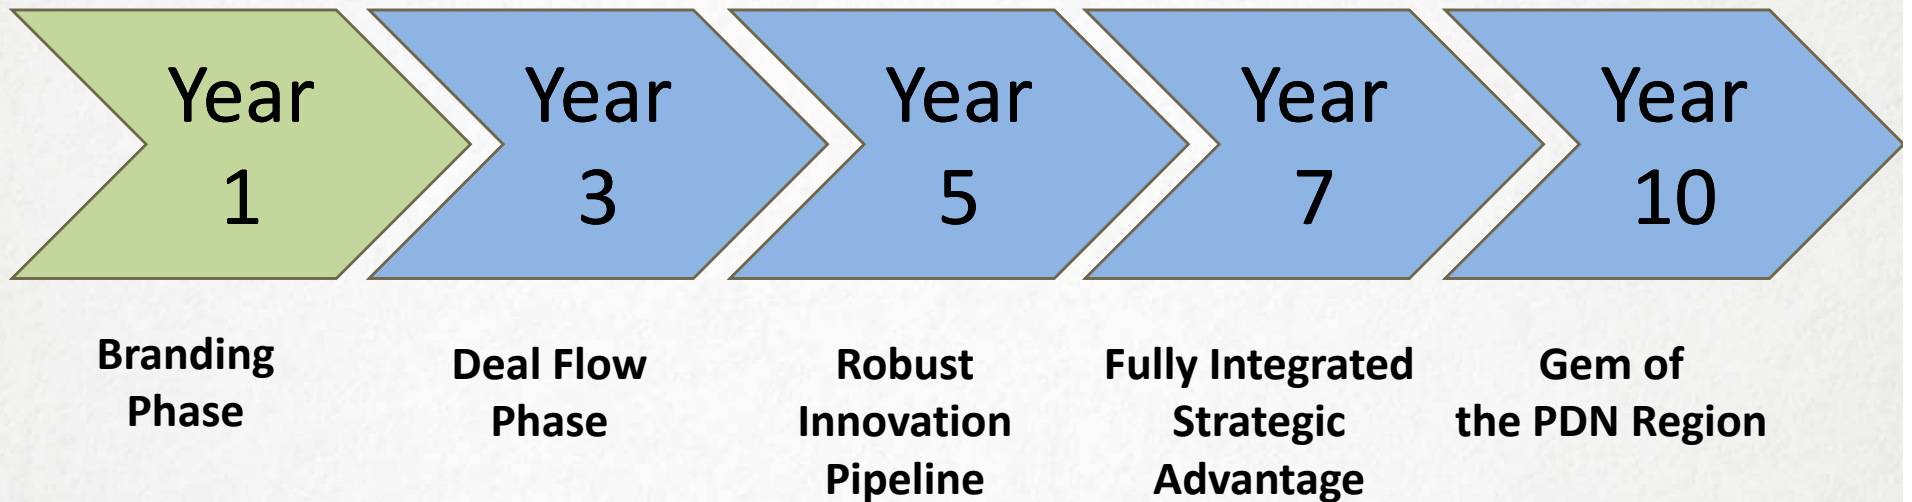 Year
1
Year
3
Year
5
Year
7
Year
10
Branding
Phase
Deal Flow
Phase
Robust
Innovation
Pipeline
Fully Integrated
Strategic
Advantage
Gem of
the PDN Region